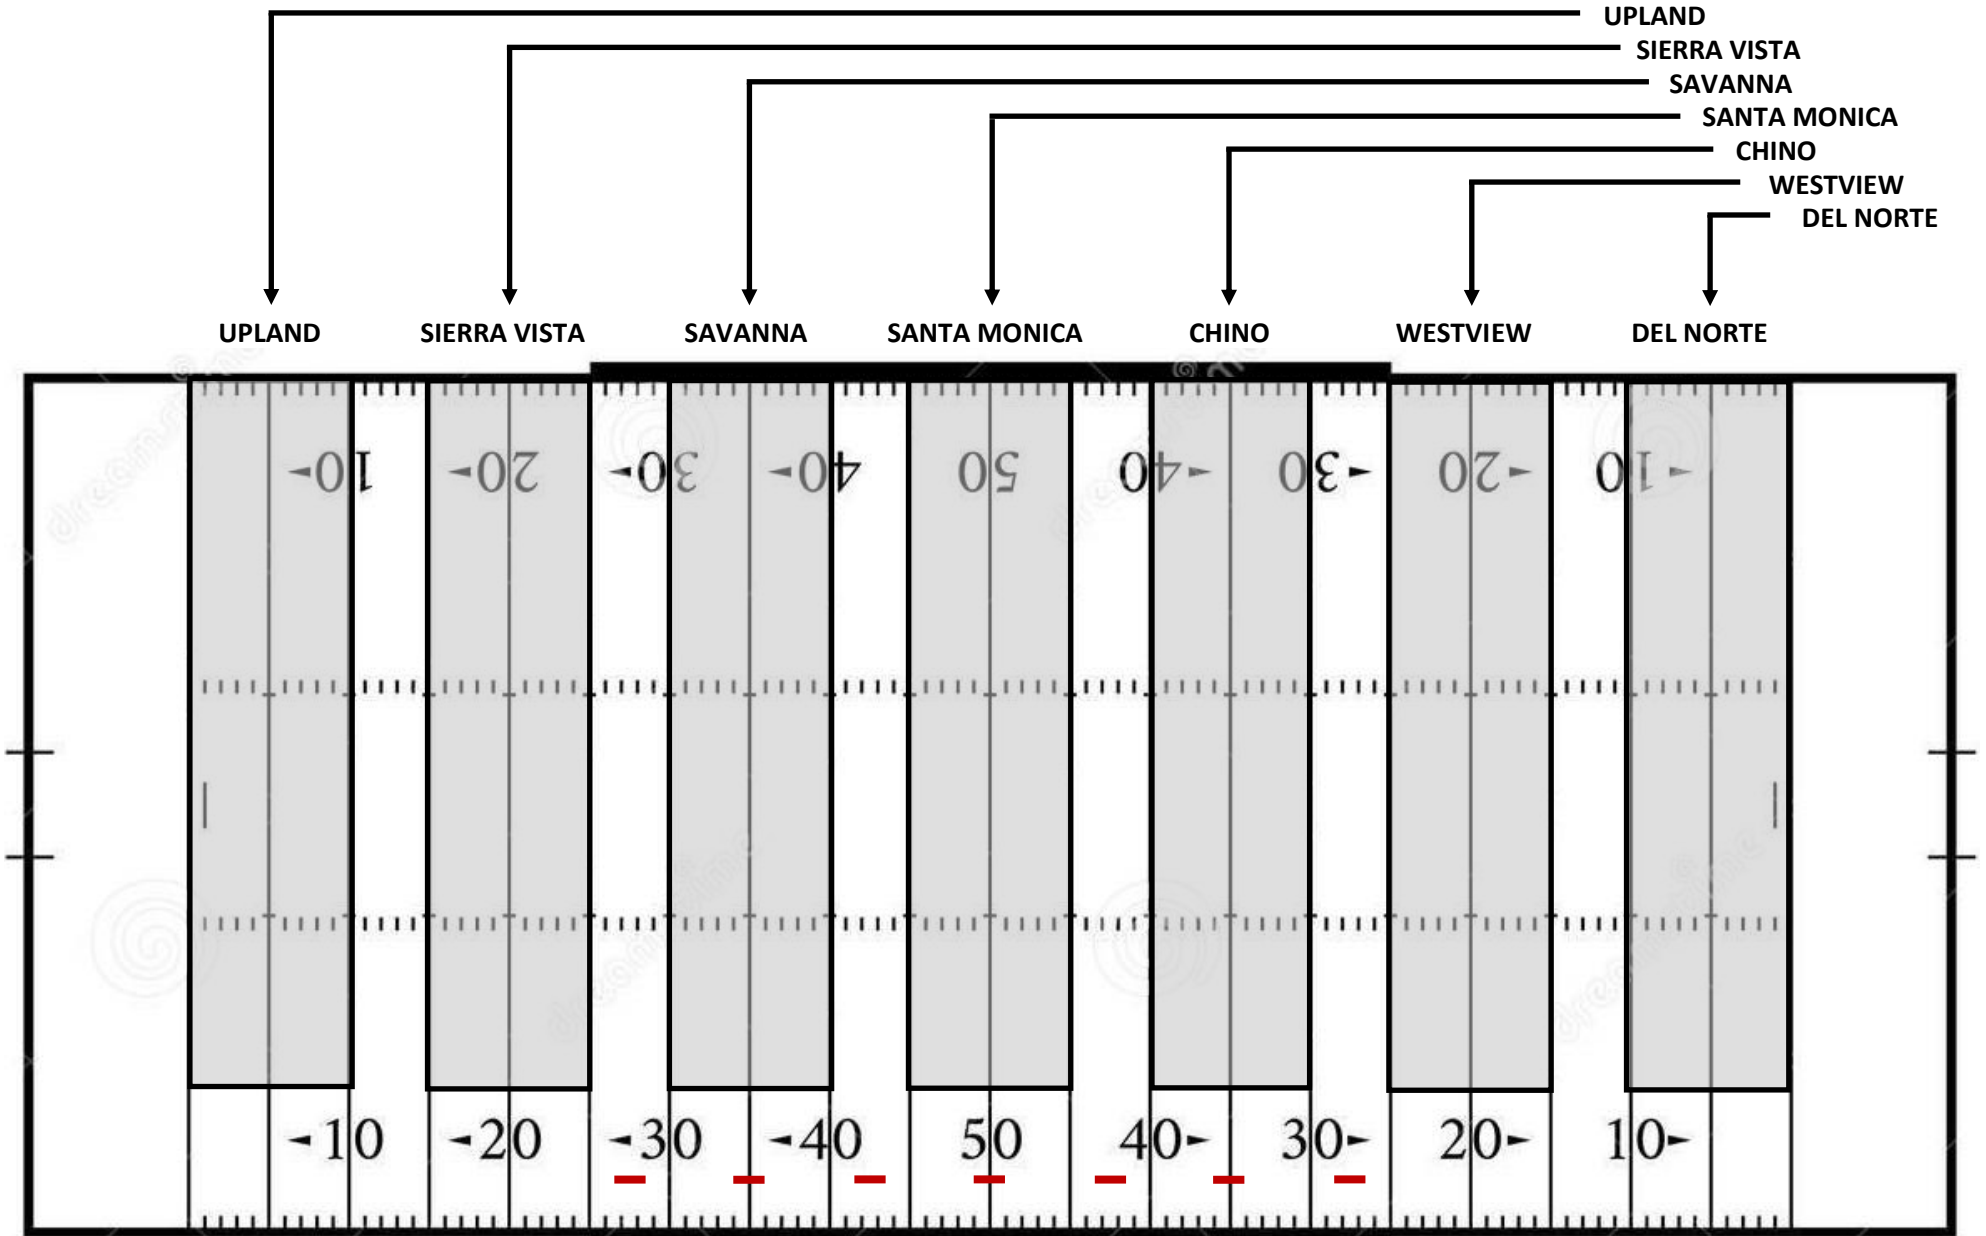 UPLAND
SIERRA VISTA
SAVANNA
SANTA MONICA
CHINO
WESTVIEW
DEL NORTE
UPLAND SIERRA VISTA SAVANNA SANTA MONICA CHINO WESTVIEW DEL NORTE
10 20 30 40 50 40 30 20 10
10 20 30 40 50 40 30 20 10
dreamstime